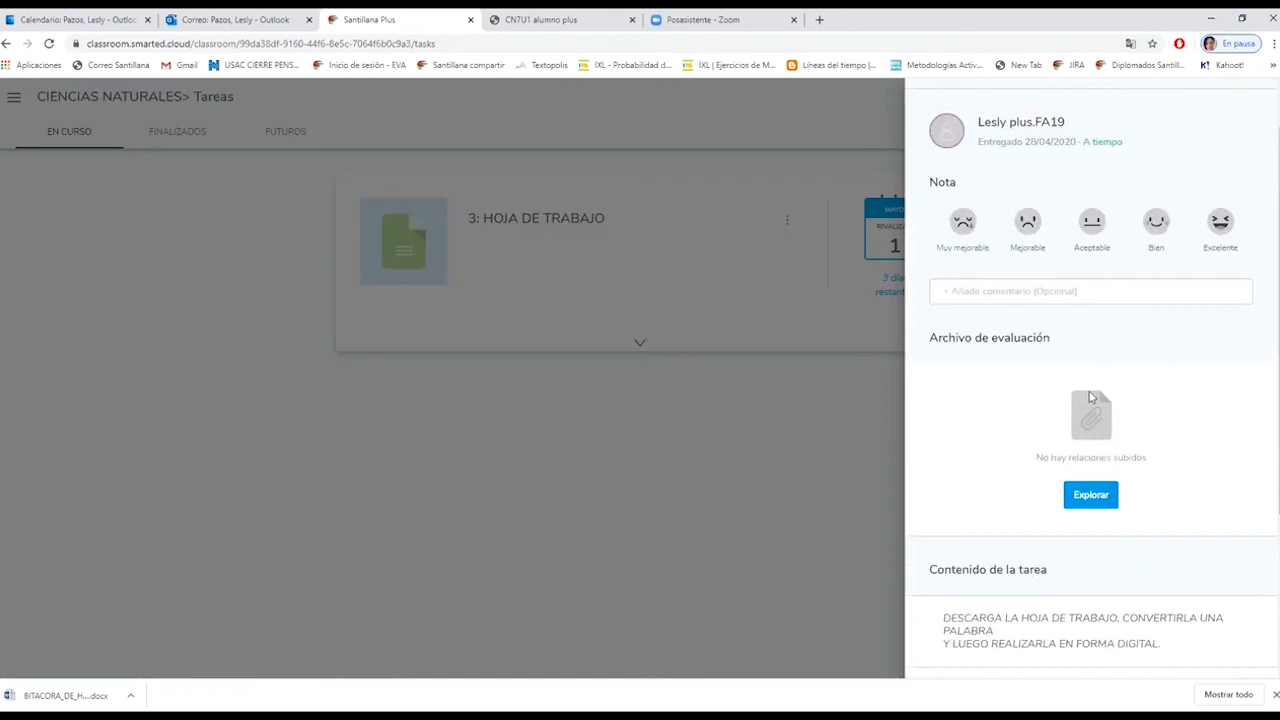 Calendario: Pazos, Lesly - Outloo
Correo: Pazos, Lesly - Outlook
Santillana Plus
CN7U1 alumno plus
Posasistente - Zoom
classroom.smarted.cloud/classroom/99da38df-9160-44f6-8e5c-7064f6b0c9a3/tasks
En pausa
Aplicaciones
Correo Santillana
Gmail
USAC CIERRE PENS...
Inicio de sesión - EVA
Santillana compartir
Textopolis
IXL - Probabilidad d...
IXL | Ejercicios de M...
Líneas del tiempo |...
Metodologías Activ...
New Tab
JIRA
Diplomados Santill...
Kahoot!
CIENCIAS NATURALES> Tareas
EN CURSO
FINALIZADOS
FUTUROS
3: HOJA DE TRABAJO
MAYO
RIVALIZA
1
3 día
restant
Lesly plus.FA19
Entregado 28/04/2020 · A tiempo
Nota
Muy mejorable
Mejorable
Aceptable
Bien
Excelente
+ Añadir comentario (Opcional)
Archivo de evaluación
No hay relaciones subidos
Explorar
Contenido de la tarea
DESCARGA LA HOJA DE TRABAJO, CONVERTIRLA UNA
PALABRA
Y LUEGO REALIZARLA EN FORMA DIGITAL.
BITACORA_DE_H....docx
Mostrar todo